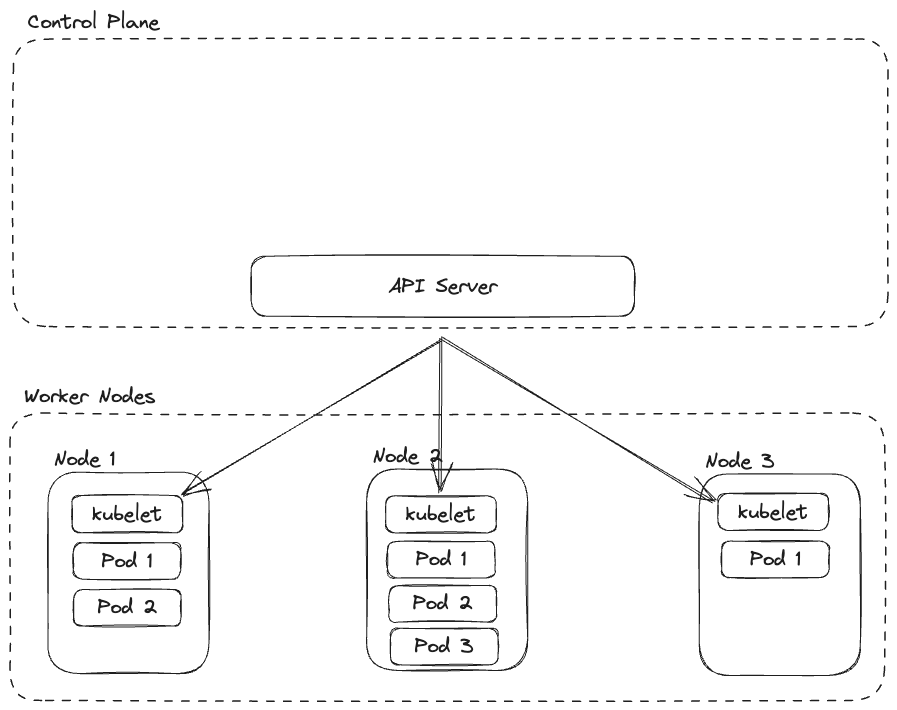 Control Plane
API Server
Worker Nodes
Node 1
kubelet
Pod 1
Pod 2
Node 2
kubelet
Pod 1
Pod 2
Pod 3
Node 3
kubelet
Pod 1